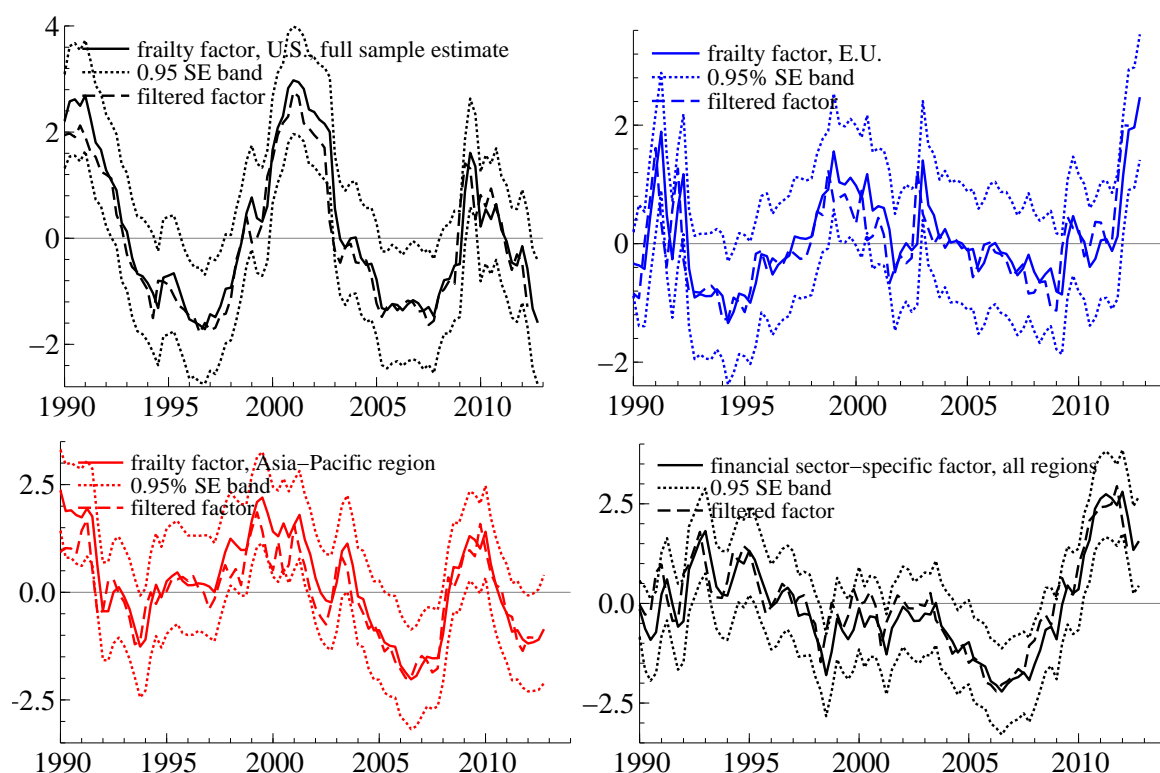 4
2
0
−2
1990 1995 2000 2005 2010
frailty factor, U.S., full sample estimate
0.95 SE band
filtered factor
2
0
−2
1990 1995 2000 2005 2010
frailty factor, E.U.
0.95% SE band
filtered factor
2.5
0.0
-2.5
1990 1995 2000 2005 2010
frailty factor, Asia−Pacific region
0.95% SE band
filtered factor
2.5
0.0
−2.5
1990 1995 2000 2005 2010
financial sector−specific factor, all regions
0.95 SE band
filtered factor